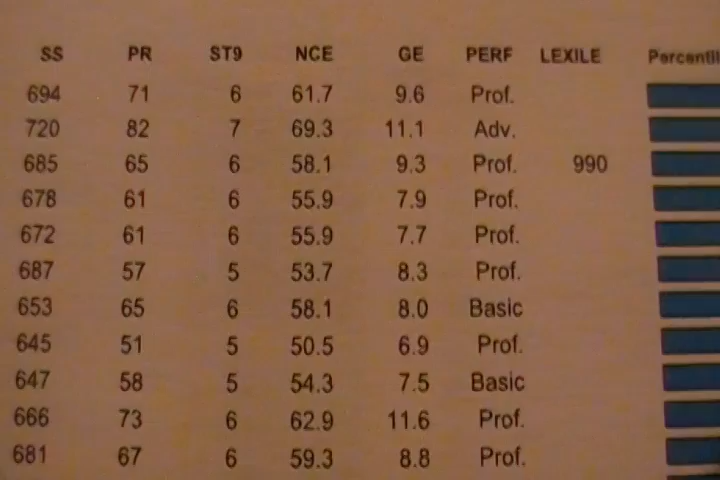 SS PR ST9 NCE GE PERF LEXILE Percentil
694 71 6 61.7 9.6 Prof.
720 82 7 69.3 11.1 Adv.
685 65 6 58.1 9.3 Prof. 990
678 61 6 55.9 7.9 Prof.
672 61 6 55.9 7.7 Prof.
687 57 5 53.7 8.3 Prof.
653 65 6 58.1 8.0 Basic
645 51 5 50.5 6.9 Prof.
647 58 5 54.3 7.5 Basic
666 73 6 62.9 11.6 Prof.
681 67 6 59.3 8.8 Prof.